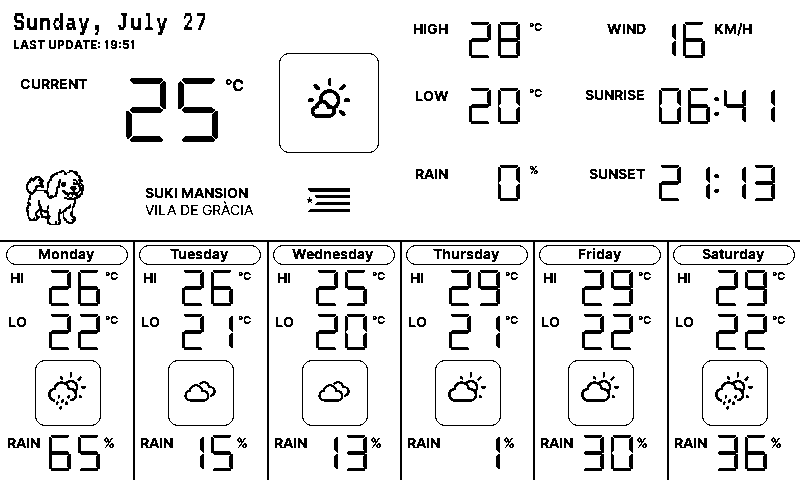 Sunday, July 27
LAST UPDATE: 19:51
CURRENT 25 °C
HIGH 28 °C
LOW 20 °C
RAIN 0 %
WIND 16 KM/H
SUNRISE 06:41
SUNSET 21:13
SUKI MANSION
VILA DE GRÀCIA
Monday
HI 26 °C
LO 22 °C
RAIN 65 %
Tuesday
HI 26 °C
LO 21 °C
RAIN 15 %
Wednesday
HI 25 °C
LO 20 °C
RAIN 13 %
Thursday
HI 29 °C
LO 21 °C
RAIN 1 %
Friday
HI 29 °C
LO 22 °C
RAIN 30 %
Saturday
HI 29 °C
LO 22 °C
RAIN 36 %